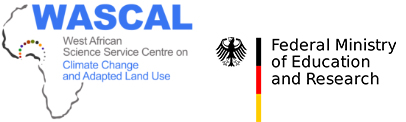 WASCAL
West African
Science Service Centre on
Climate Change
and Adapted Land Use
Federal Ministry
of Education
and Research